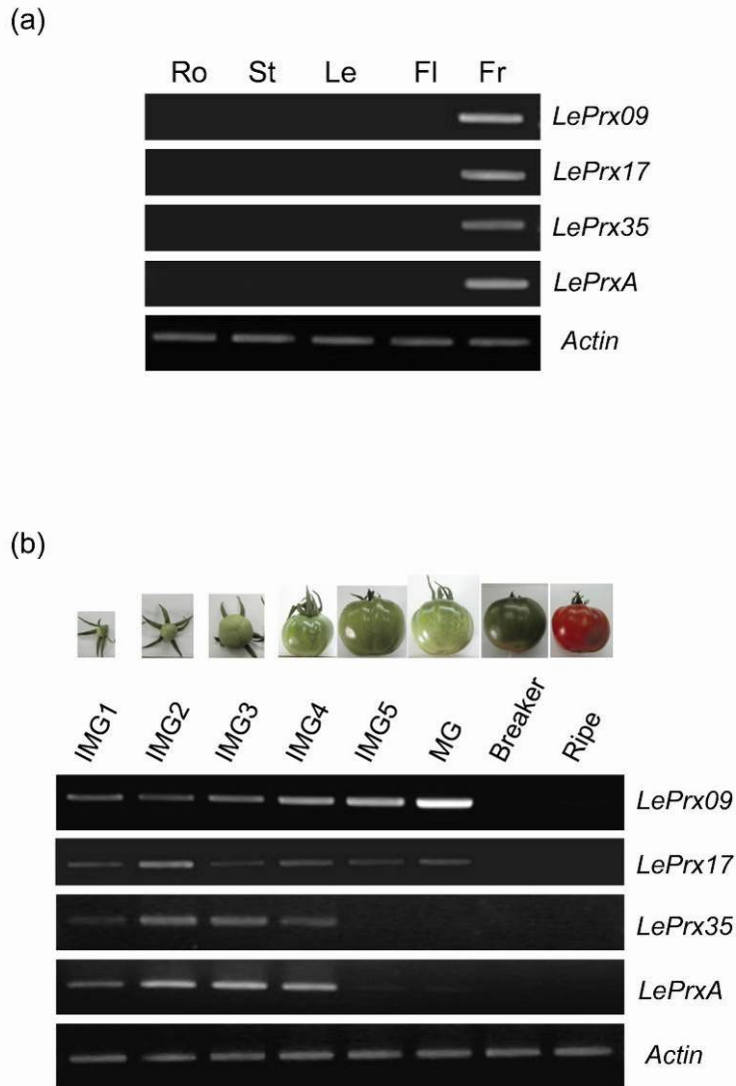 (a)
Ro St Le Fl Fr
LePrx09
LePrx17
LePrx35
LePrxA
Actin
(b)
IMG1 IMG2 IMG3 IMG4 IMG5 MG Breaker Ripe
LePrx09
LePrx17
LePrx35
LePrxA
Actin